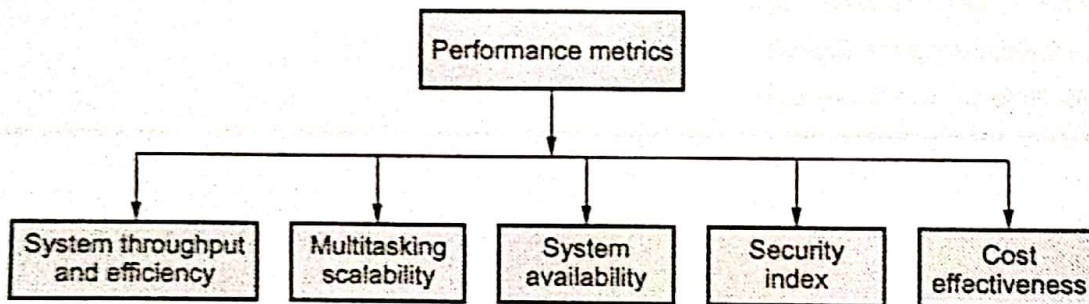 Performance metrics
System throughput
and efficiency
Multitasking
scalability
System
availability
Security
index
Cost
effectiveness